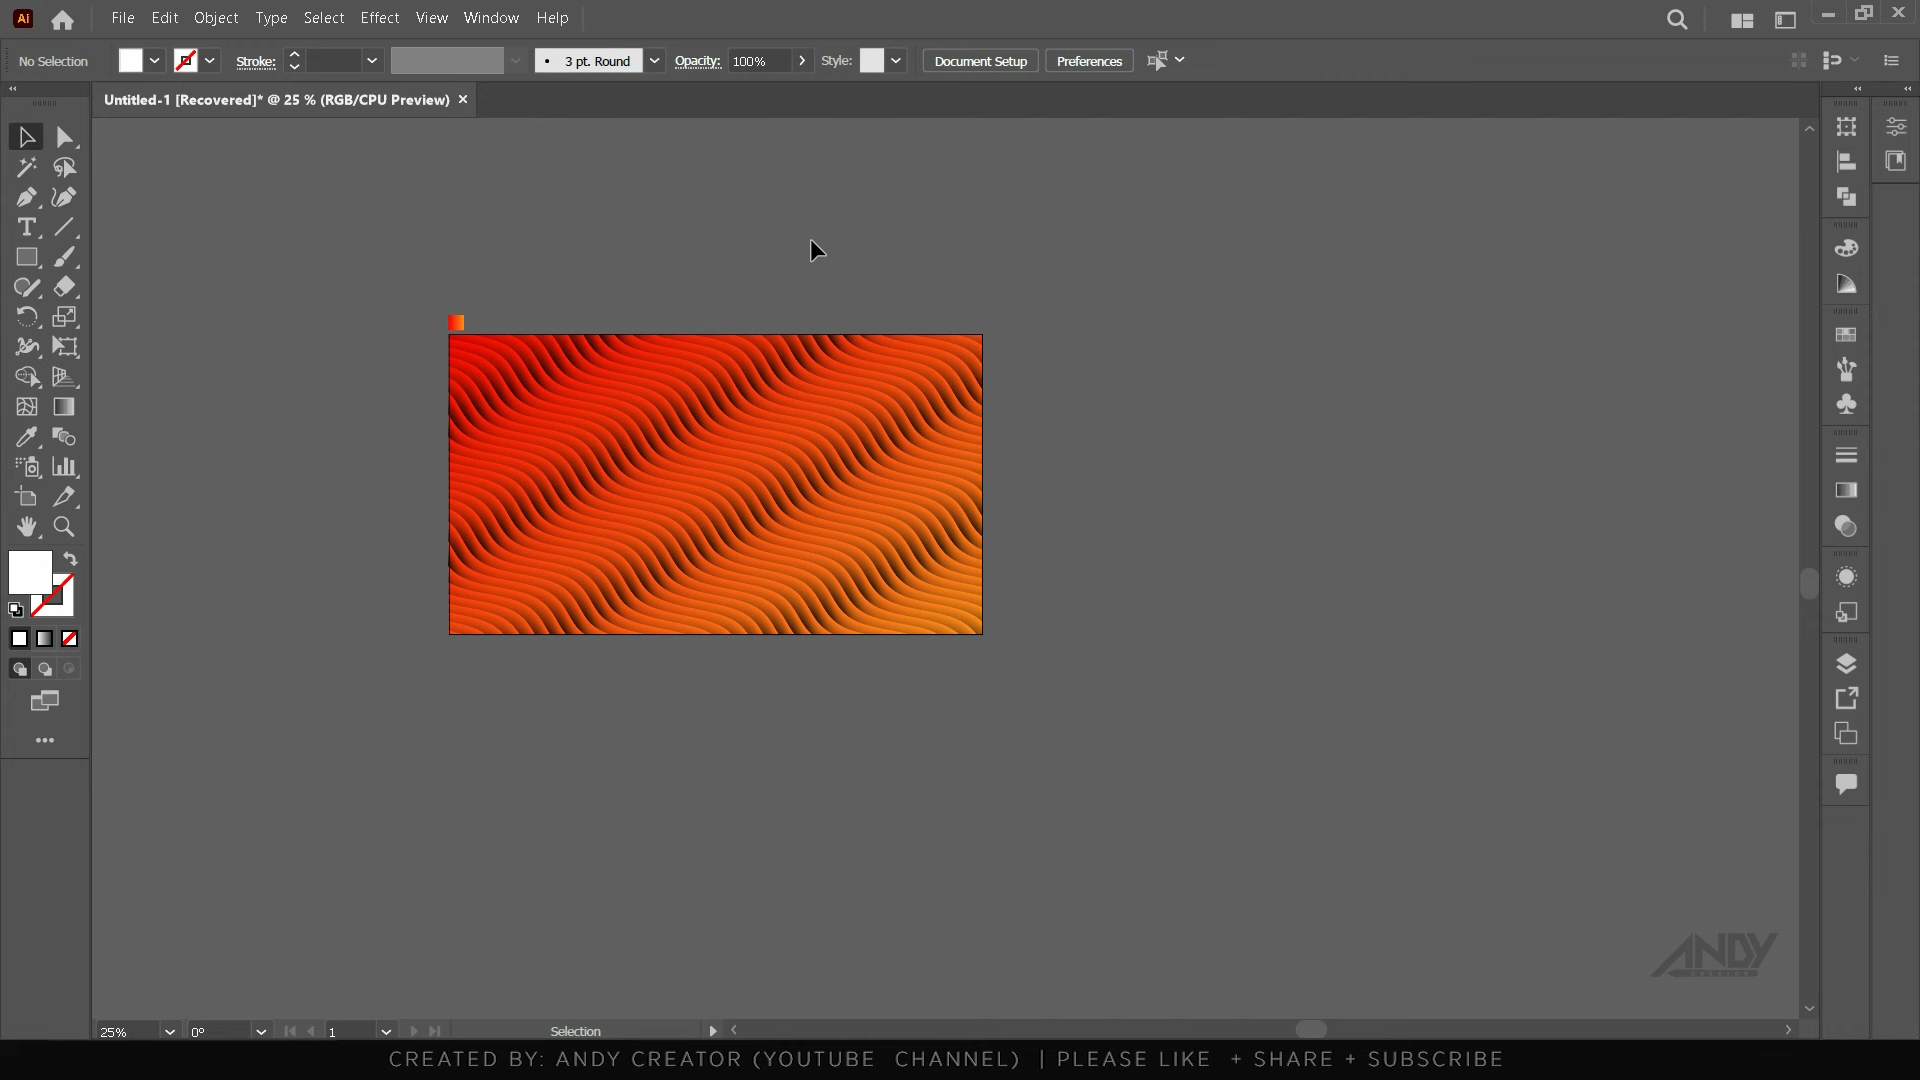 Ai File Edit Object Type Select Effect View Window Help
No Selection Stroke: • 3 pt. Round Opacity: 100% Style: Document Setup Preferences
Untitled-1 [Recovered]* @ 25 % (RGB/CPU Preview) ×
T
ANDY
25% 0° 1 Selection
CREATED BY: ANDY CREATOR (YOUTUBE CHANNEL) | PLEASE LIKE + SHARE + SUBSCRIBE